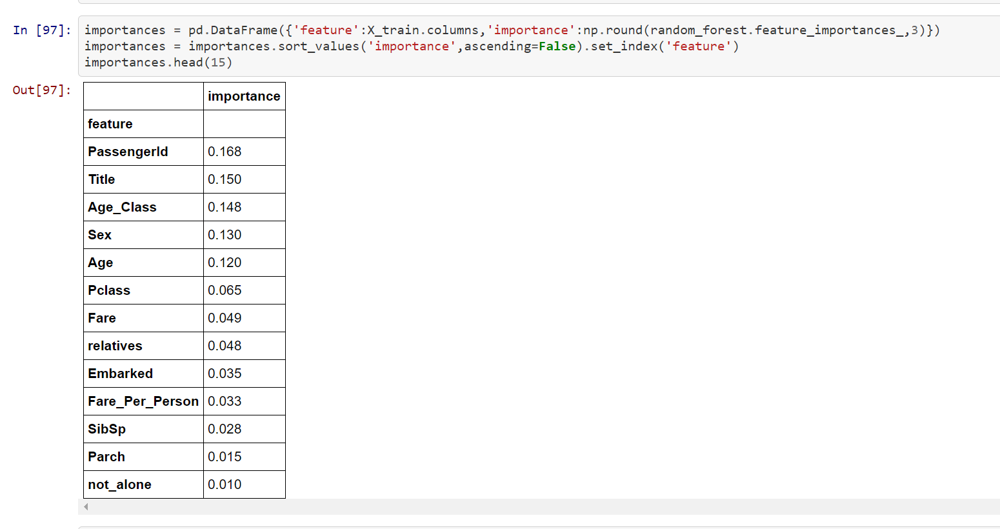 In [97]: importances = pd.DataFrame({'feature':X_train.columns,'importance':np.round(random_forest.feature_importances_,3)})
importances = importances.sort_values('importance',ascending=False).set_index('feature')
importances.head(15)
Out[97]:
importance
feature
PassengerId 0.168
Title 0.150
Age_Class 0.148
Sex 0.130
Age 0.120
Pclass 0.065
Fare 0.049
relatives 0.048
Embarked 0.035
Fare_Per_Person 0.033
SibSp 0.028
Parch 0.015
not_alone 0.010